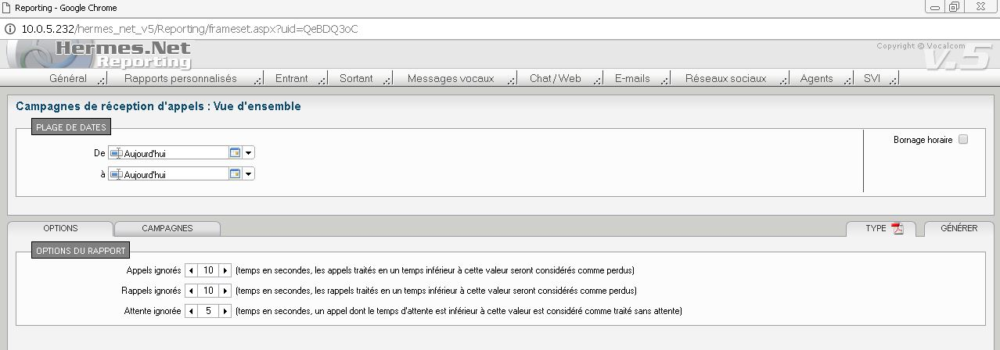 Reporting - Google Chrome
10.0.5.232/hermes_net_v5/Reporting/frameset.aspx?uid=QeBDQ3oC
Hermes.Net
Reporting
Copyright © Vocalcom
v.5
Général Rapports personnalisés Entrant Sortant Messages vocaux Chat / Web E-mails Réseaux sociaux Agents SVI
Campagnes de réception d'appels : Vue d'ensemble
PLAGE DE DATES
De Aujourd'hui
Bornage horaire
à Aujourd'hui
OPTIONS CAMPAGNES TYPE GÉNÉRER
OPTIONS DU RAPPORT
Appels ignorés 10 (temps en secondes, les appels traités en un temps inférieur à cette valeur seront considérés comme perdus)
Rappels ignorés 10 (temps en secondes, les rappels traités en un temps inférieur à cette valeur seront considérés comme perdus)
Attente ignorée 5 (temps en secondes, un appel dont le temps d'attente est inférieur à cette valeur est considéré comme traité sans attente)